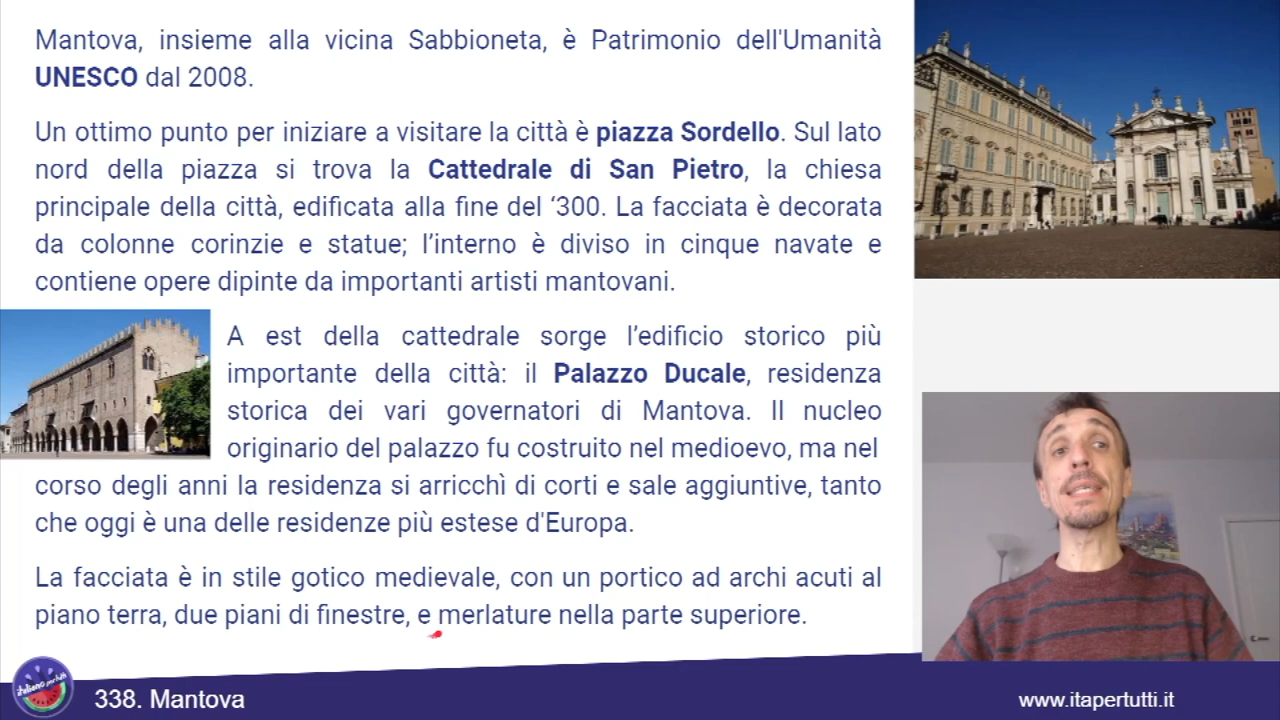 Mantova, insieme alla vicina Sabbioneta, è Patrimonio dell'Umanità
UNESCO dal 2008.
Un ottimo punto per iniziare a visitare la città è piazza Sordello. Sul lato
nord della piazza si trova la Cattedrale di San Pietro, la chiesa
principale della città, edificata alla fine del ‘300. La facciata è decorata
da colonne corinzie e statue; l’interno è diviso in cinque navate e
contiene opere dipinte da importanti artisti mantovani.
A est della cattedrale sorge l’edificio storico più
importante della città: il Palazzo Ducale, residenza
storica dei vari governatori di Mantova. Il nucleo
originario del palazzo fu costruito nel medioevo, ma nel
corso degli anni la residenza si arricchì di corti e sale aggiuntive, tanto
che oggi è una delle residenze più estese d'Europa.
La facciata è in stile gotico medievale, con un portico ad archi acuti al
piano terra, due piani di finestre, e merlature nella parte superiore.
italiano per tutti
338. Mantova
www.itapertutti.it